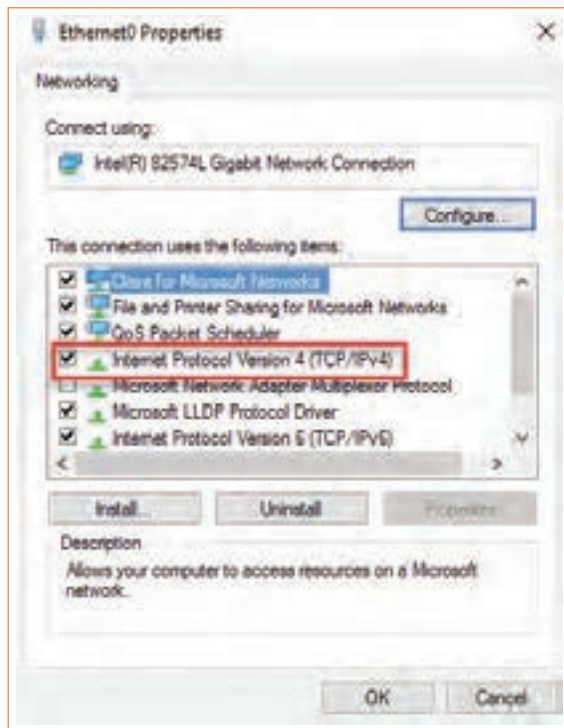 Ethernet0 Properties
Networking
Connect using:
Intel(R) 82574L Gigabit Network Connection
Configure...
This connection uses the following items:
Client for Microsoft Networks
File and Printer Sharing for Microsoft Networks
QoS Packet Scheduler
Internet Protocol Version 4 (TCP/IPv4)
Microsoft Network Adapter Multiplexor Protocol
Microsoft LLDP Protocol Driver
Internet Protocol Version 6 (TCP/IPv6)
Install...
Uninstall
Properties
Description
Allows your computer to access resources on a Microsoft
network.
OK
Cancel